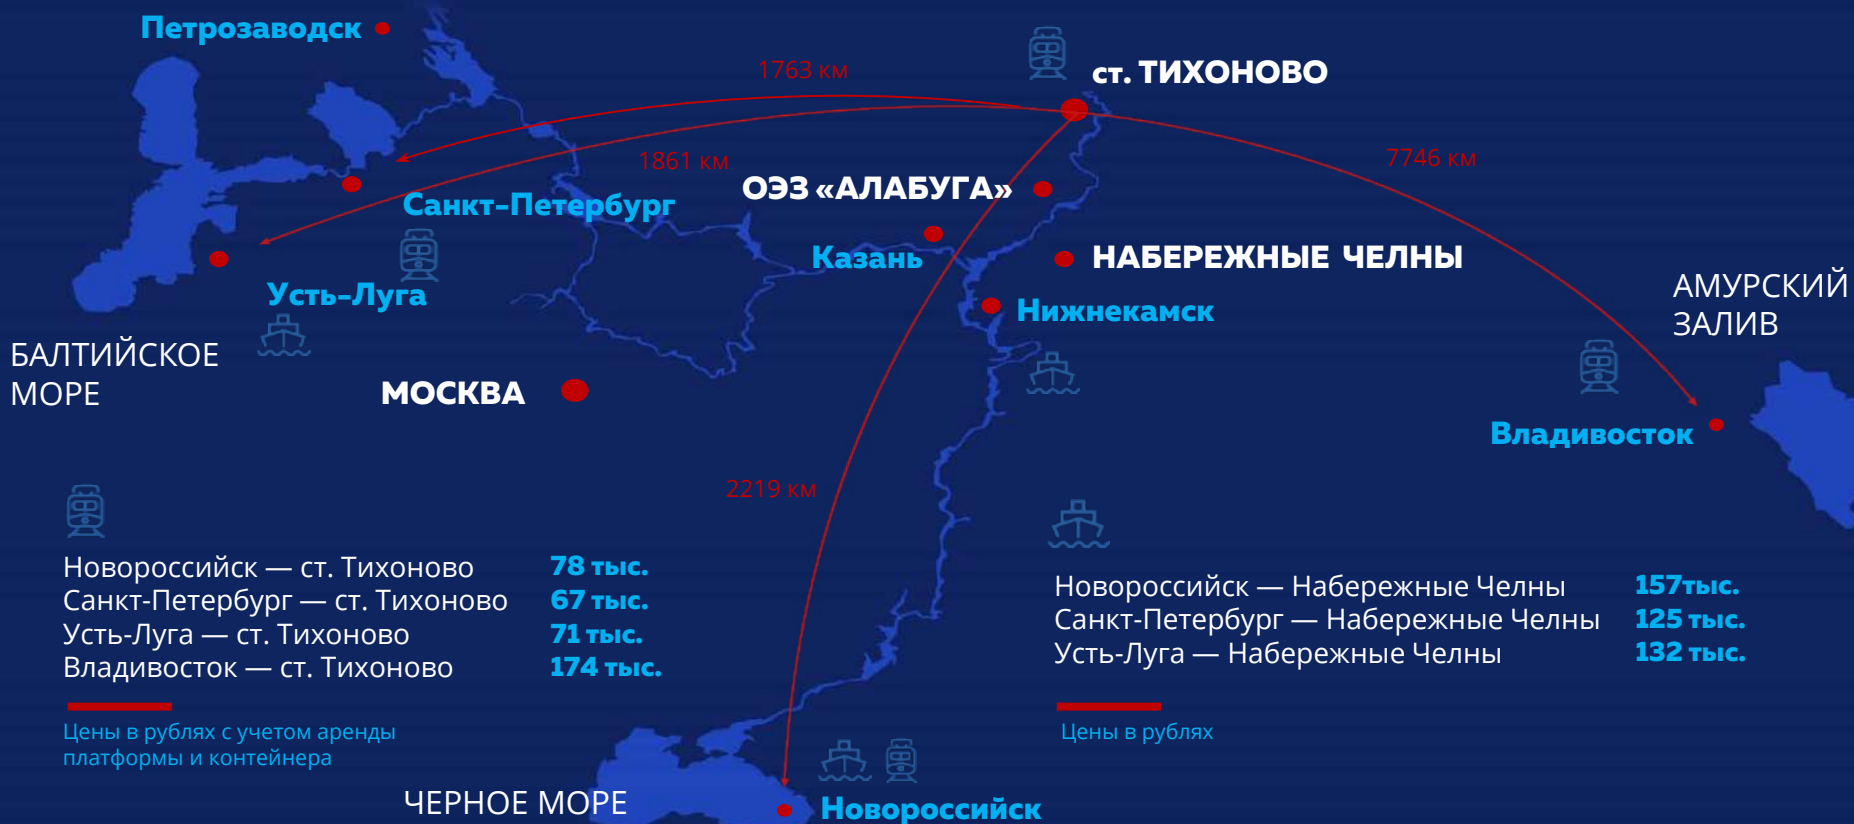 Петрозаводск
1763 км
ст. ТИХОНОВО
1861 км
7746 км
ОЭЗ «АЛАБУГА»
Санкт-Петербург
Казань
НАБЕРЕЖНЫЕ ЧЕЛНЫ
Усть-Луга
Нижнекамск
АМУРСКИЙ
ЗАЛИВ
БАЛТИЙСКОЕ
МОРЕ
МОСКВА
Владивосток
2219 км
Новороссийск — ст. Тихоново 78 тыс.
Санкт-Петербург — ст. Тихоново 67 тыс.
Усть-Луга — ст. Тихоново 71 тыс.
Владивосток — ст. Тихоново 174 тыс.
Цены в рублях с учетом аренды
платформы и контейнера
Новороссийск — Набережные Челны 157тыс.
Санкт-Петербург — Набережные Челны 125 тыс.
Усть-Луга — Набережные Челны 132 тыс.
Цены в рублях
ЧЕРНОЕ МОРЕ
Новороссийск